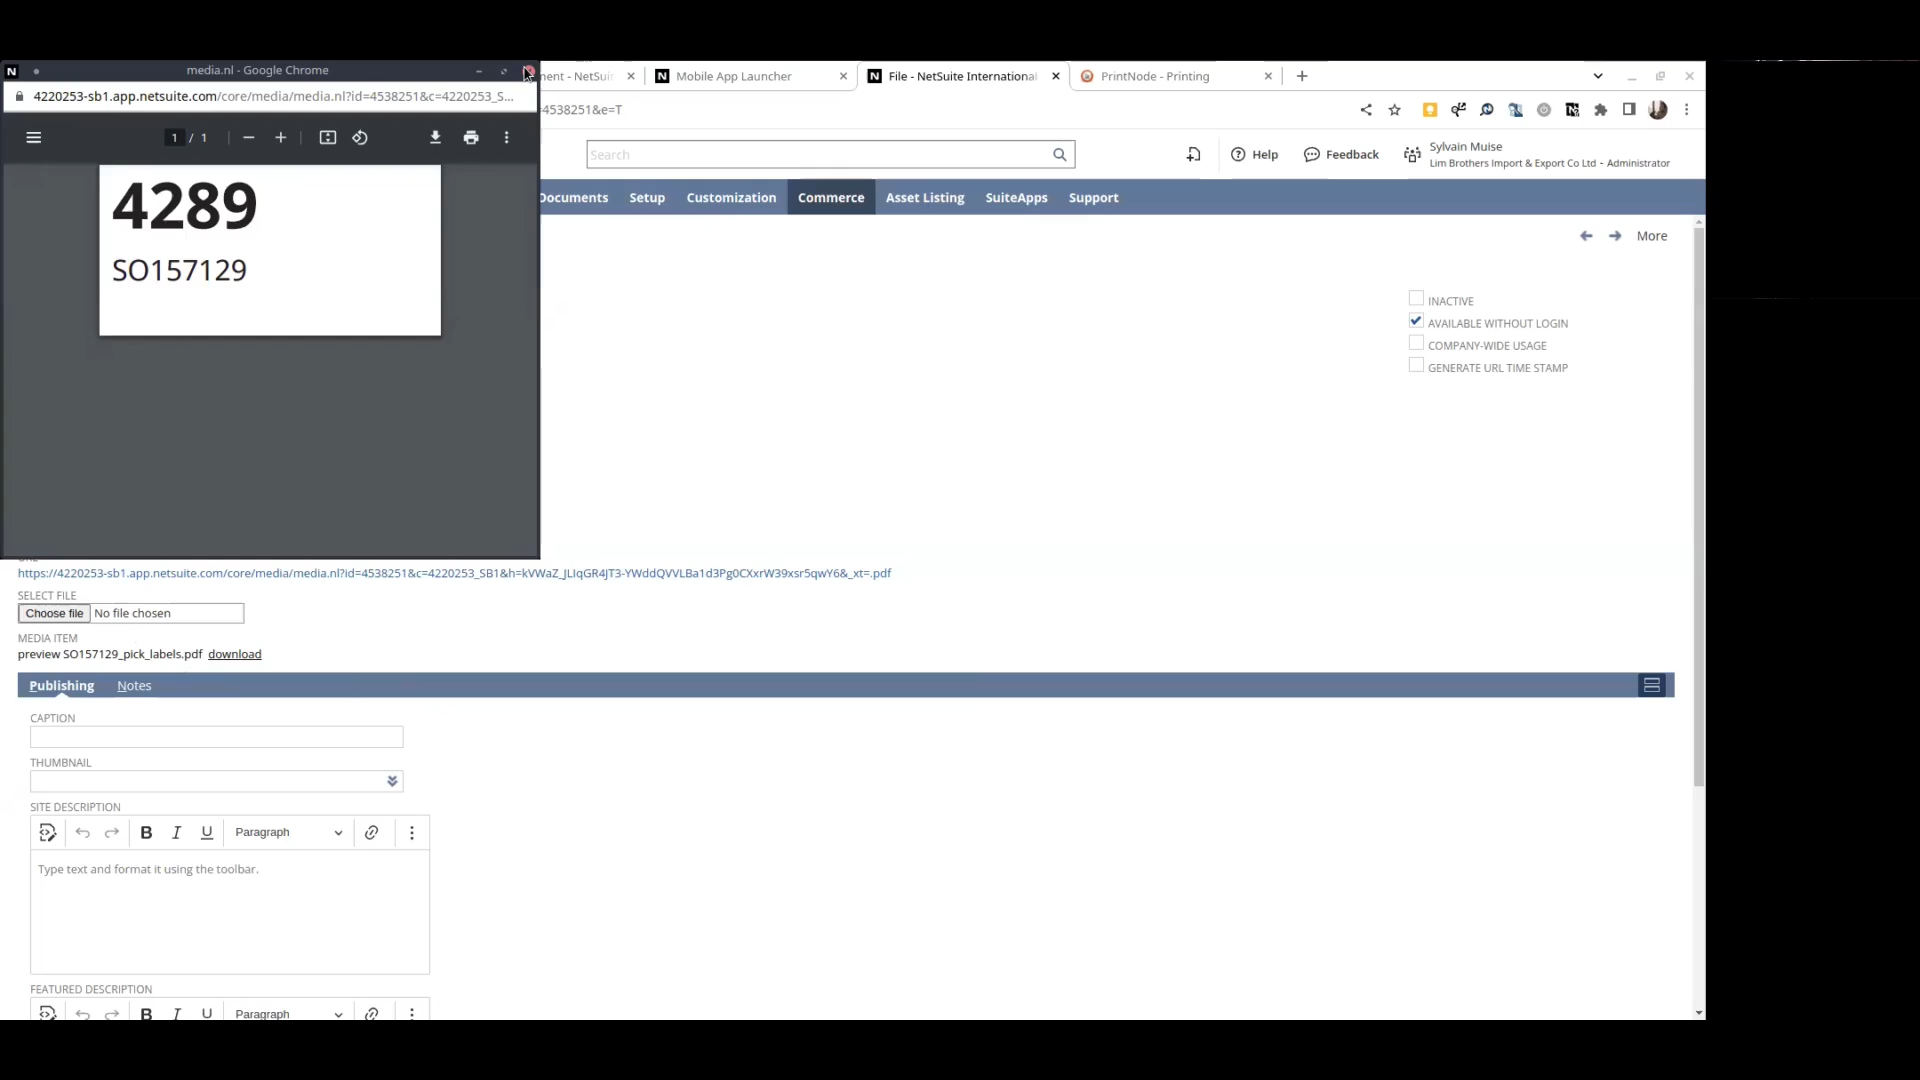 media.nl - Google Chrome
ment - NetSuit
Mobile App Launcher
File - NetSuite International
PrintNode - Printing
4220253-sb1.app.netsuite.com/core/media/media.nl?id=4538251&c=4220253_S...
=4538251&e=T
1 / 1
Search
Help
Feedback
Sylvain Muise
Lim Brothers Import & Export Co Ltd - Administrator
Documents
Setup
Customization
Commerce
Asset Listing
SuiteApps
Support
4289
SO157129
More
INACTIVE
AVAILABLE WITHOUT LOGIN
COMPANY-WIDE USAGE
GENERATE URL TIME STAMP
https://4220253-sb1.app.netsuite.com/core/media/media.nl?id=4538251&c=4220253_SB1&h=kVWaZ_JLIqGR4JT3-YWddQVVLBa1d3Pg0CXxrW39xsr5qwY6&_xt=.pdf
SELECT FILE
Choose file No file chosen
MEDIA ITEM
preview SO157129_pick_labels.pdf download
Publishing
Notes
CAPTION
THUMBNAIL
SITE DESCRIPTION
B I U Paragraph
Type text and format it using the toolbar.
FEATURED DESCRIPTION
B I U Paragraph